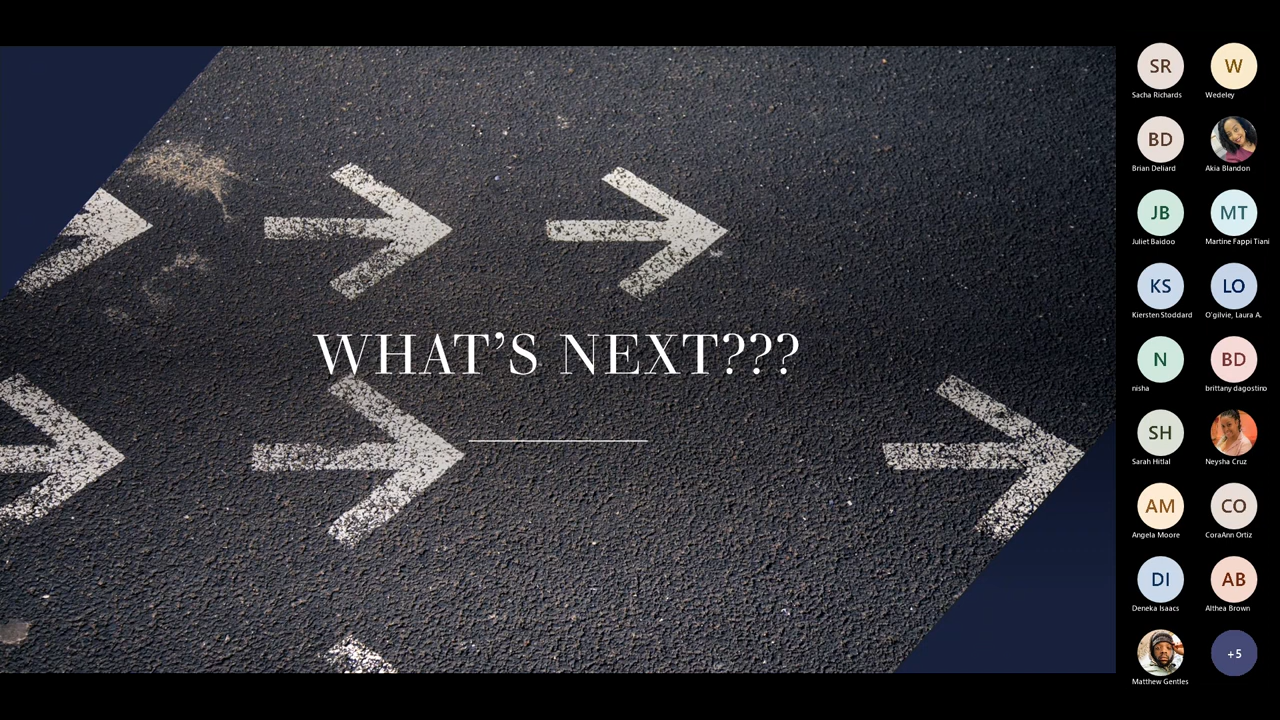 WHAT'S NEXT???
SR
Sacha Richards
W
Wedeley
BD
Brian Deliard
Akia Blandon
JB
Juliet Baidoo
MT
Martine Fappi Tiani
KS
Kiersten Stoddard
LO
O'gilvie, Laura A.
N
nisha
BD
brittany dagostino
SH
Sarah Hitlal
Neysha Cruz
AM
Angela Moore
CO
CoraAnn Ortiz
DI
Deneka Isaacs
AB
Althea Brown
Matthew Gentles
+5